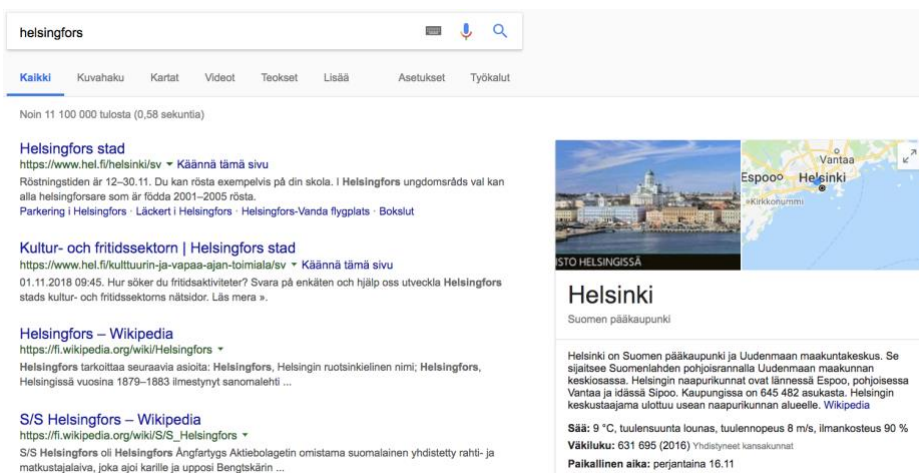 helsingfors
Kaikki Kuvahaku Kartat Videot Teokset Lisää Asetukset Työkalut
Noin 11 100 000 tulosta (0,58 sekuntia)
Helsingfors stad
https://www.hel.fi/helsinki/sv ▾ Käännä tämä sivu
Röstningstiden är 12–30.11. Du kan rösta exempelvis på din skola. I Helsingfors ungdomsråds val kan
alla helsingforsare som är födda 2001–2005 rösta.
Parkering i Helsingfors · Läckert i Helsingfors · Helsingfors-Vanda flygplats · Bokslut
Kultur- och fritidssektorn | Helsingfors stad
https://www.hel.fi/kulttuurin-ja-vapaa-ajan-toimiala/sv ▾ Käännä tämä sivu
01.11.2018 09:45. Hur söker du fritidsaktiviteter? Svara på enkäten och hjälp oss utveckla Helsingfors
stads kultur- och fritidssektorns nätsidor. Läs mera ».
Helsingfors – Wikipedia
https://fi.wikipedia.org/wiki/Helsingfors ▾
Helsingfors tarkoittaa seuraavia asioita: Helsingfors, Helsingin ruotsinkielinen nimi; Helsingfors,
Helsingissä vuosina 1879–1883 ilmestynyt sanomalehti ...
S/S Helsingfors – Wikipedia
https://fi.wikipedia.org/wiki/S/S_Helsingfors ▾
S/S Helsingfors oli Helsingfors Ångfartygs Aktiebolagetin omistama suomalainen yhdistetty rahti- ja
matkustajalaiva, joka ajoi karille ja upposi Bengtskärin ...
ISTO HELSINGISSÄ
Vantaa
Espoo
Helsinki
Kirkkonummi
Helsinki
Suomen pääkaupunki
Helsinki on Suomen pääkaupunki ja Uudenmaan maakuntakeskus. Se
sijaitsee Suomenlahden pohjoisrannalla Uudenmaan maakunnan
keskiosassa. Helsingin naapurikunnat ovat lännessä Espoo, pohjoisessa
Vantaa ja idässä Sipoo. Kaupungissa on 645 482 asukasta. Helsingin
keskustaajama ulottuu usean naapurikunnan alueelle. Wikipedia
Sää: 9 °C, tuulensuunta lounas, tuulennopeus 8 m/s, ilmankosteus 90 %
Väkiluku: 631 695 (2016) Yhdistyneet kansakunnat
Paikallinen aika: perjantaina 16.11